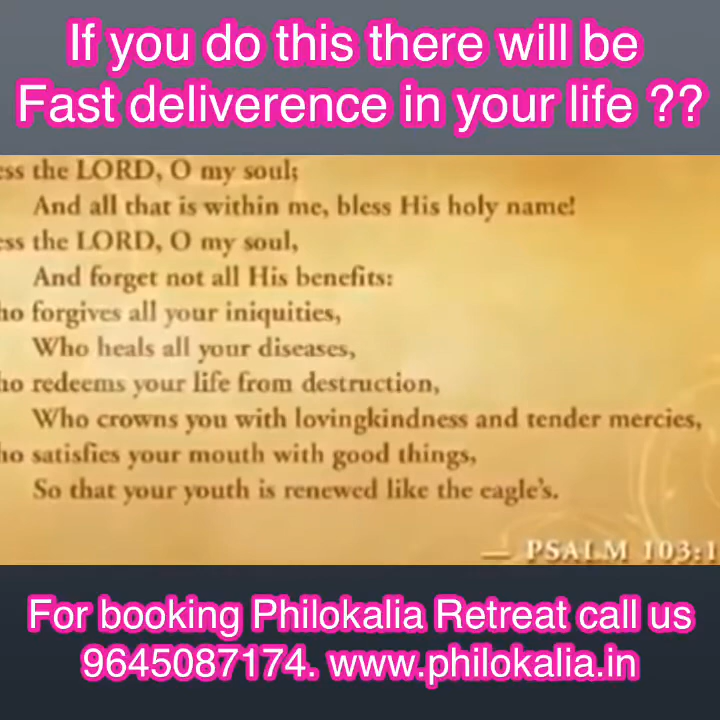 If you do this there will be
Fast deliverence in your life ??
ess the LORD, O my soul;
And all that is within me, bless His holy name!
ess the LORD, O my soul,
And forget not all His benefits:
ho forgives all your iniquities,
Who heals all your diseases,
ho redeems your life from destruction,
Who crowns you with lovingkindness and tender mercies,
ho satisfies your mouth with good things,
So that your youth is renewed like the eagle's.
— PSALM 103:1
For booking Philokalia Retreat call us
9645087174. www.philokalia.in